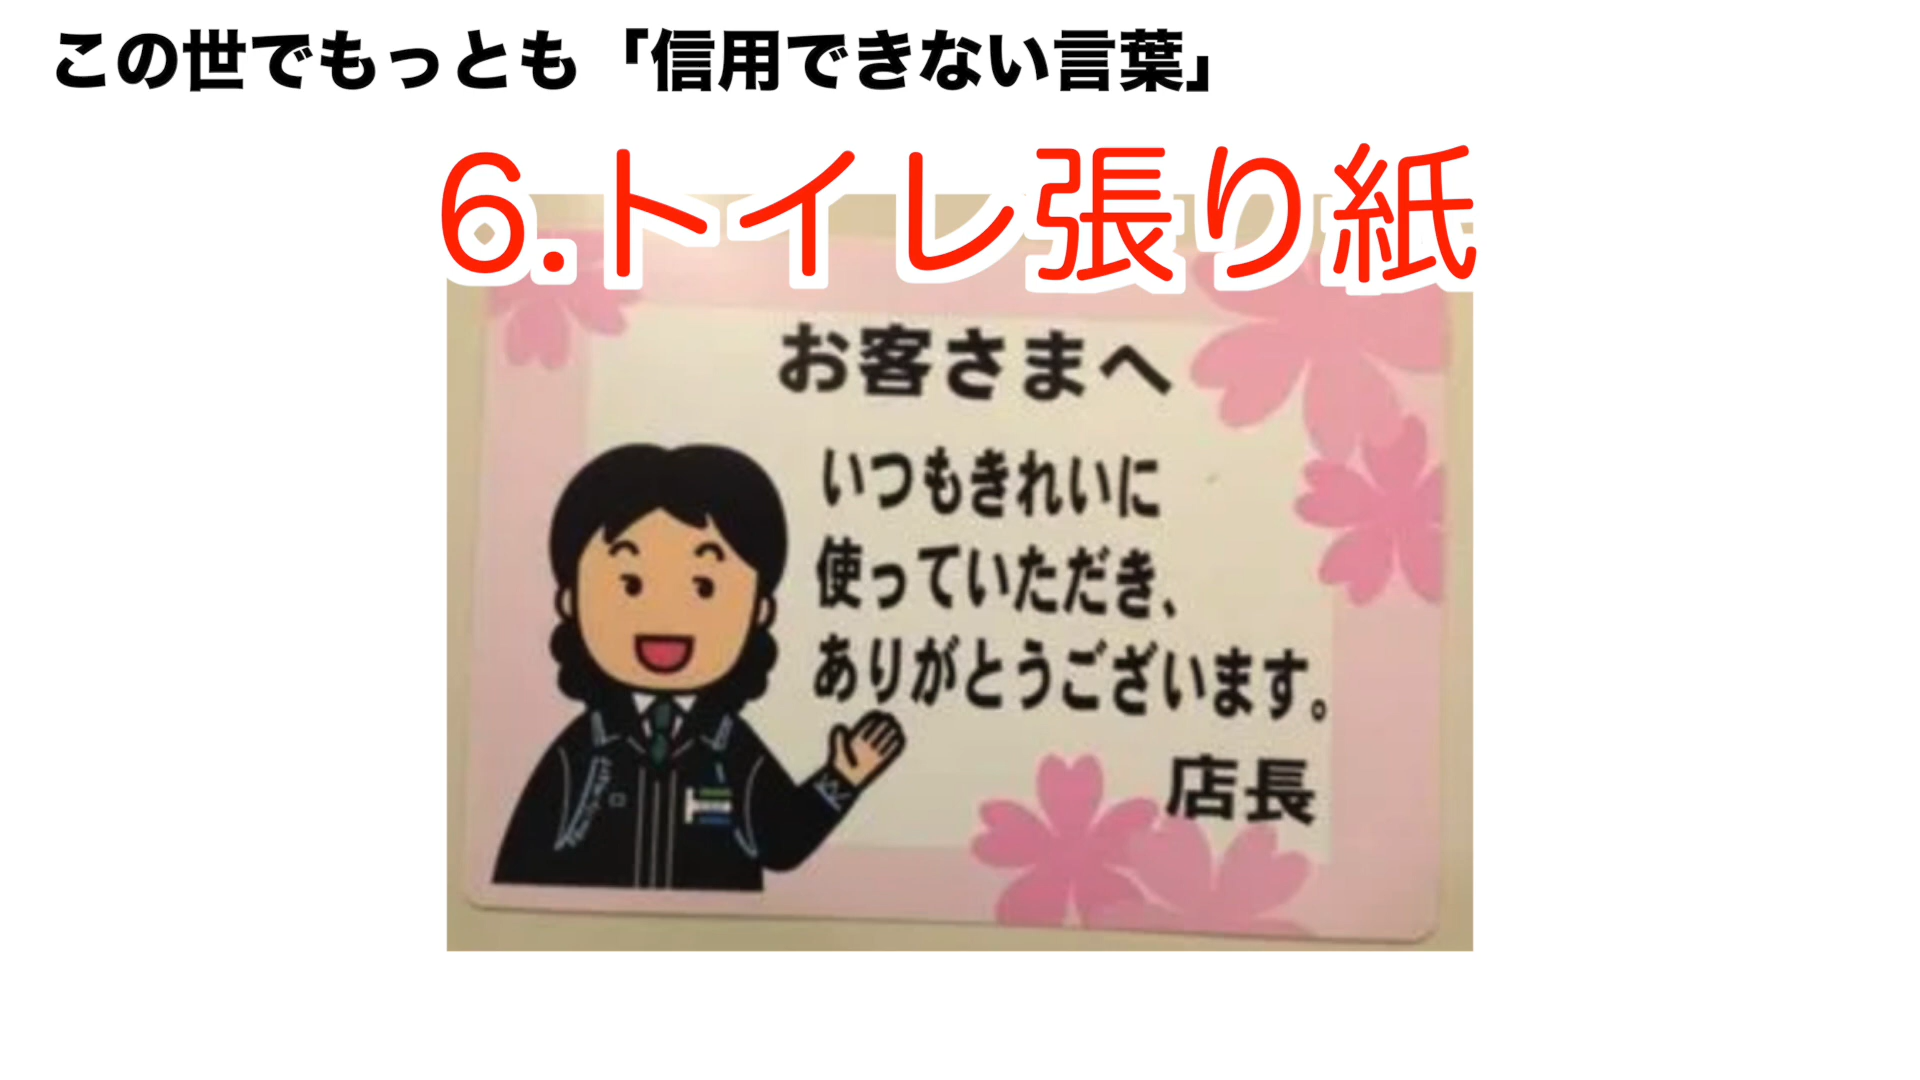 この世でもっとも「信用できない言葉」
6.トイレ張り紙
お客さまへ
いつもきれいに
使っていただき、
ありがとうございます。
店長